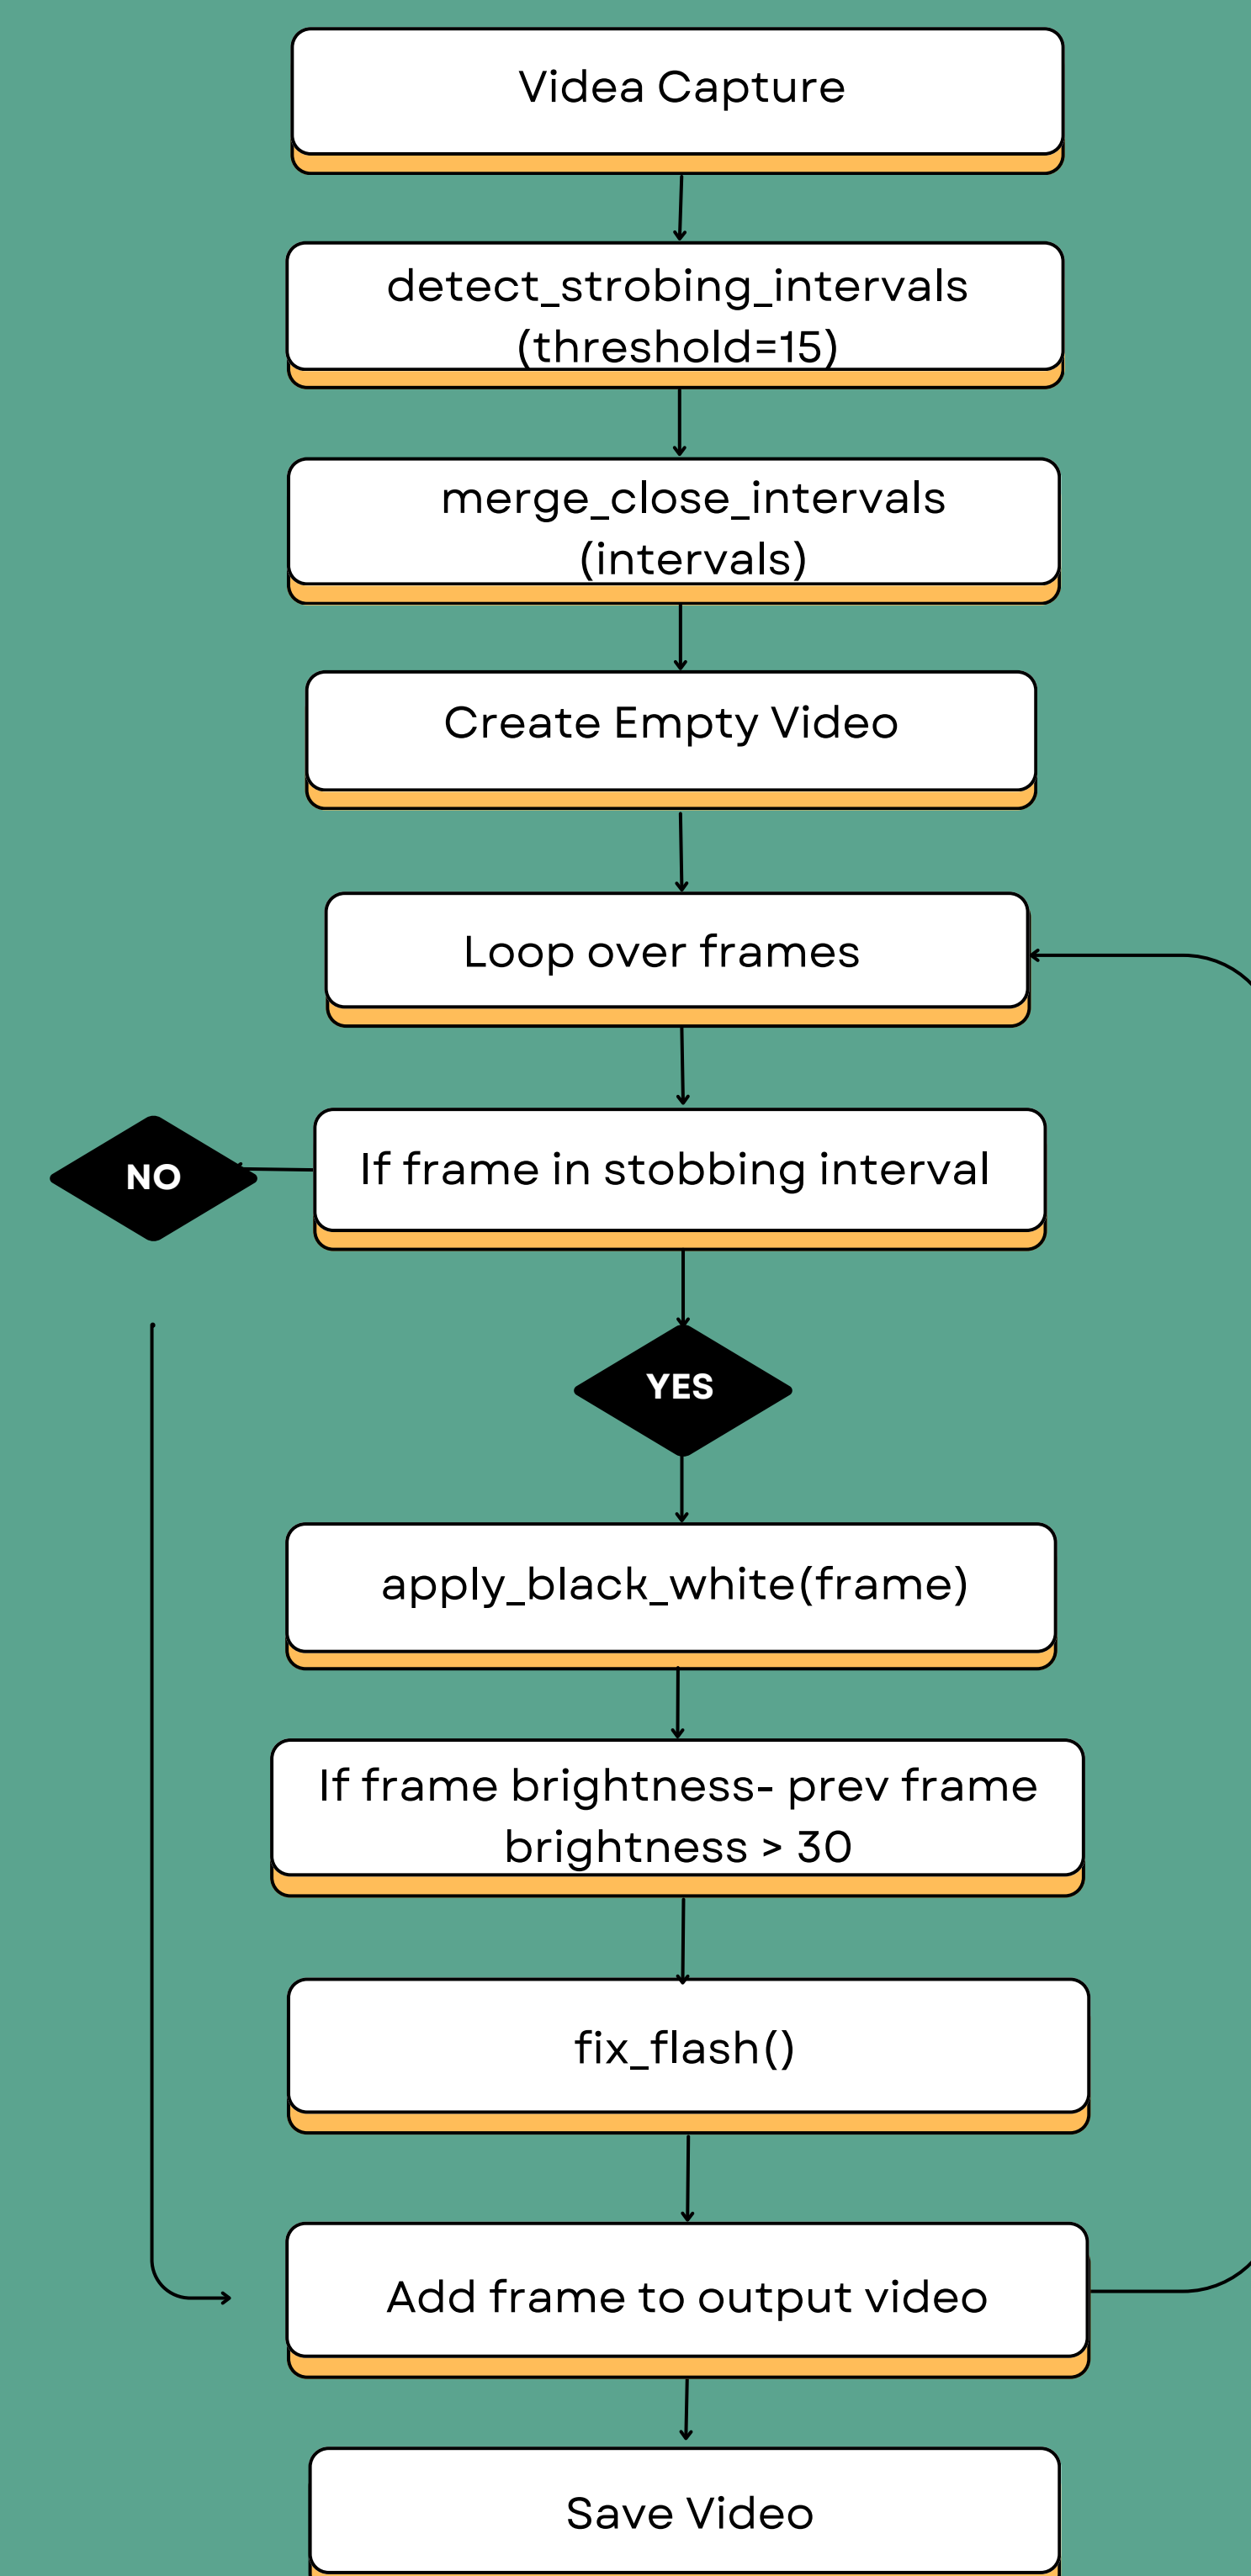 Videa Capture
detect_strobing_intervals
(threshold=15)
merge_close_intervals
(intervals)
Create Empty Video
Loop over frames
If frame in stobbing interval
NO
YES
apply_black_white(frame)
If frame brightness- prev frame
brightness > 30
fix_flash()
Add frame to output video
Save Video